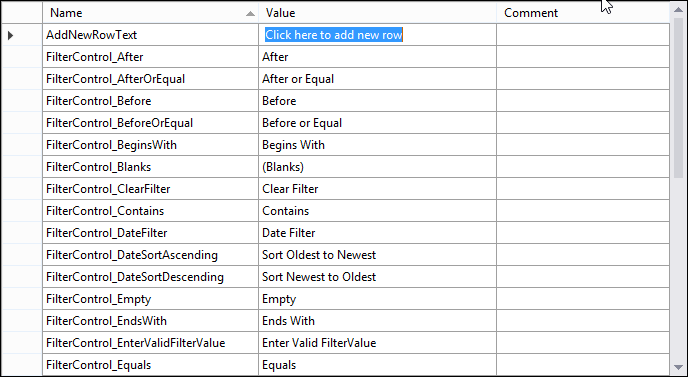 Name Value Comment
AddNewRowText Click here to add new row
FilterControl_After After
FilterControl_AfterOrEqual After or Equal
FilterControl_Before Before
FilterControl_BeforeOrEqual Before or Equal
FilterControl_BeginsWith Begins With
FilterControl_Blanks (Blanks)
FilterControl_ClearFilter Clear Filter
FilterControl_Contains Contains
FilterControl_DateFilter Date Filter
FilterControl_DateSortAscending Sort Oldest to Newest
FilterControl_DateSortDescending Sort Newest to Oldest
FilterControl_Empty Empty
FilterControl_EndsWith Ends With
FilterControl_EnterValidFilterValue Enter Valid FilterValue
FilterControl_Equals Equals